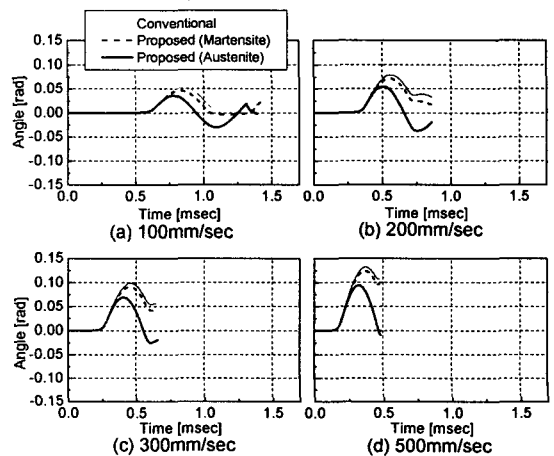 Conventional
Proposed (Martensite)
Proposed (Austenite)
Angle [rad]
0.15
0.10
0.05
0.00
-0.05
-0.10
-0.15
0.0 0.5 1.0 1.5
Time [msec]
(a) 100mm/sec
0.0 0.5 1.0 1.5
Time [msec]
(b) 200mm/sec
Angle [rad]
0.15
0.10
0.05
0.00
-0.05
-0.10
-0.15
0.0 0.5 1.0 1.5
Time [msec]
(c) 300mm/sec
0.0 0.5 1.0 1.5
Time [msec]
(d) 500mm/sec